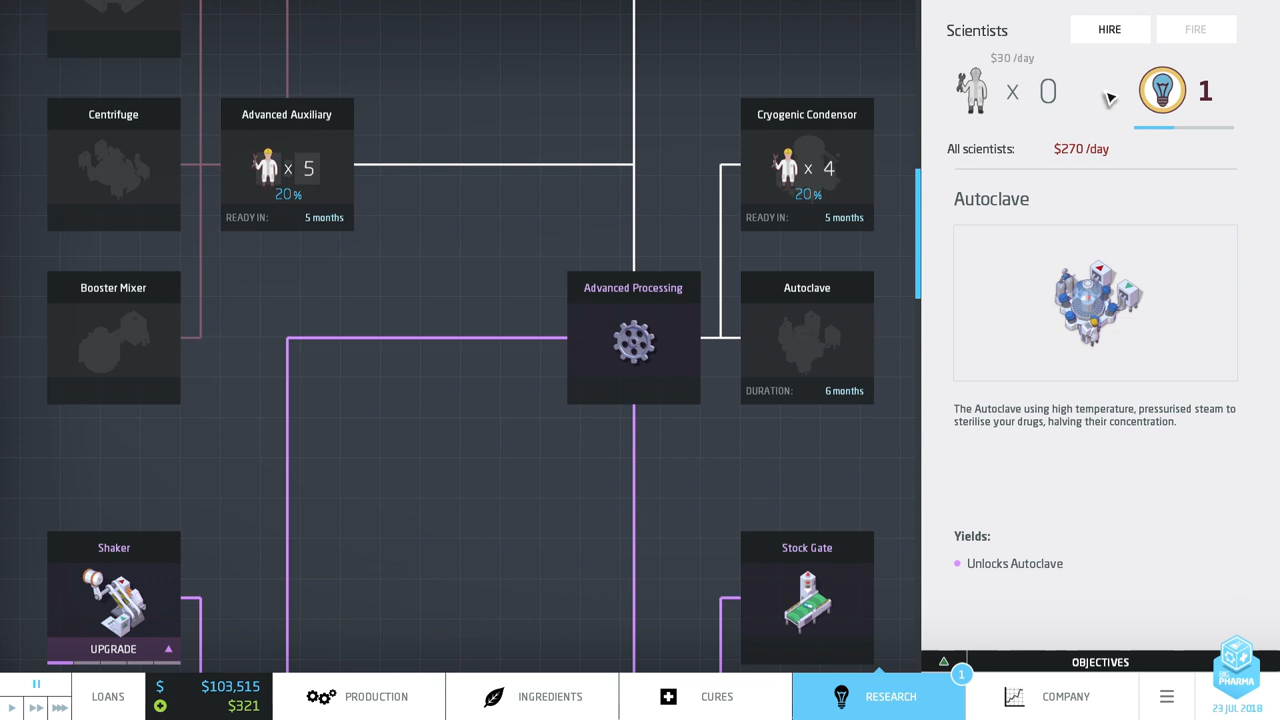 Scientists
HIRE
FIRE
$30 /day
x 0
1
All scientists: $270 /day
Centrifuge
Advanced Auxiliary
x 5
20%
READY IN: 5 months
Cryogenic Condensor
x 4
20%
READY IN: 5 months
Booster Mixer
Advanced Processing
Autoclave
DURATION: 6 months
Autoclave
The Autoclave using high temperature, pressurised steam to
sterilise your drugs, halving their concentration.
Yields:
Unlocks Autoclave
Shaker
UPGRADE
Stock Gate
OBJECTIVES
1
LOANS
$ $103,515
$321
PRODUCTION
INGREDIENTS
CURES
RESEARCH
COMPANY
BIG PHARMA
23 JUL 2018